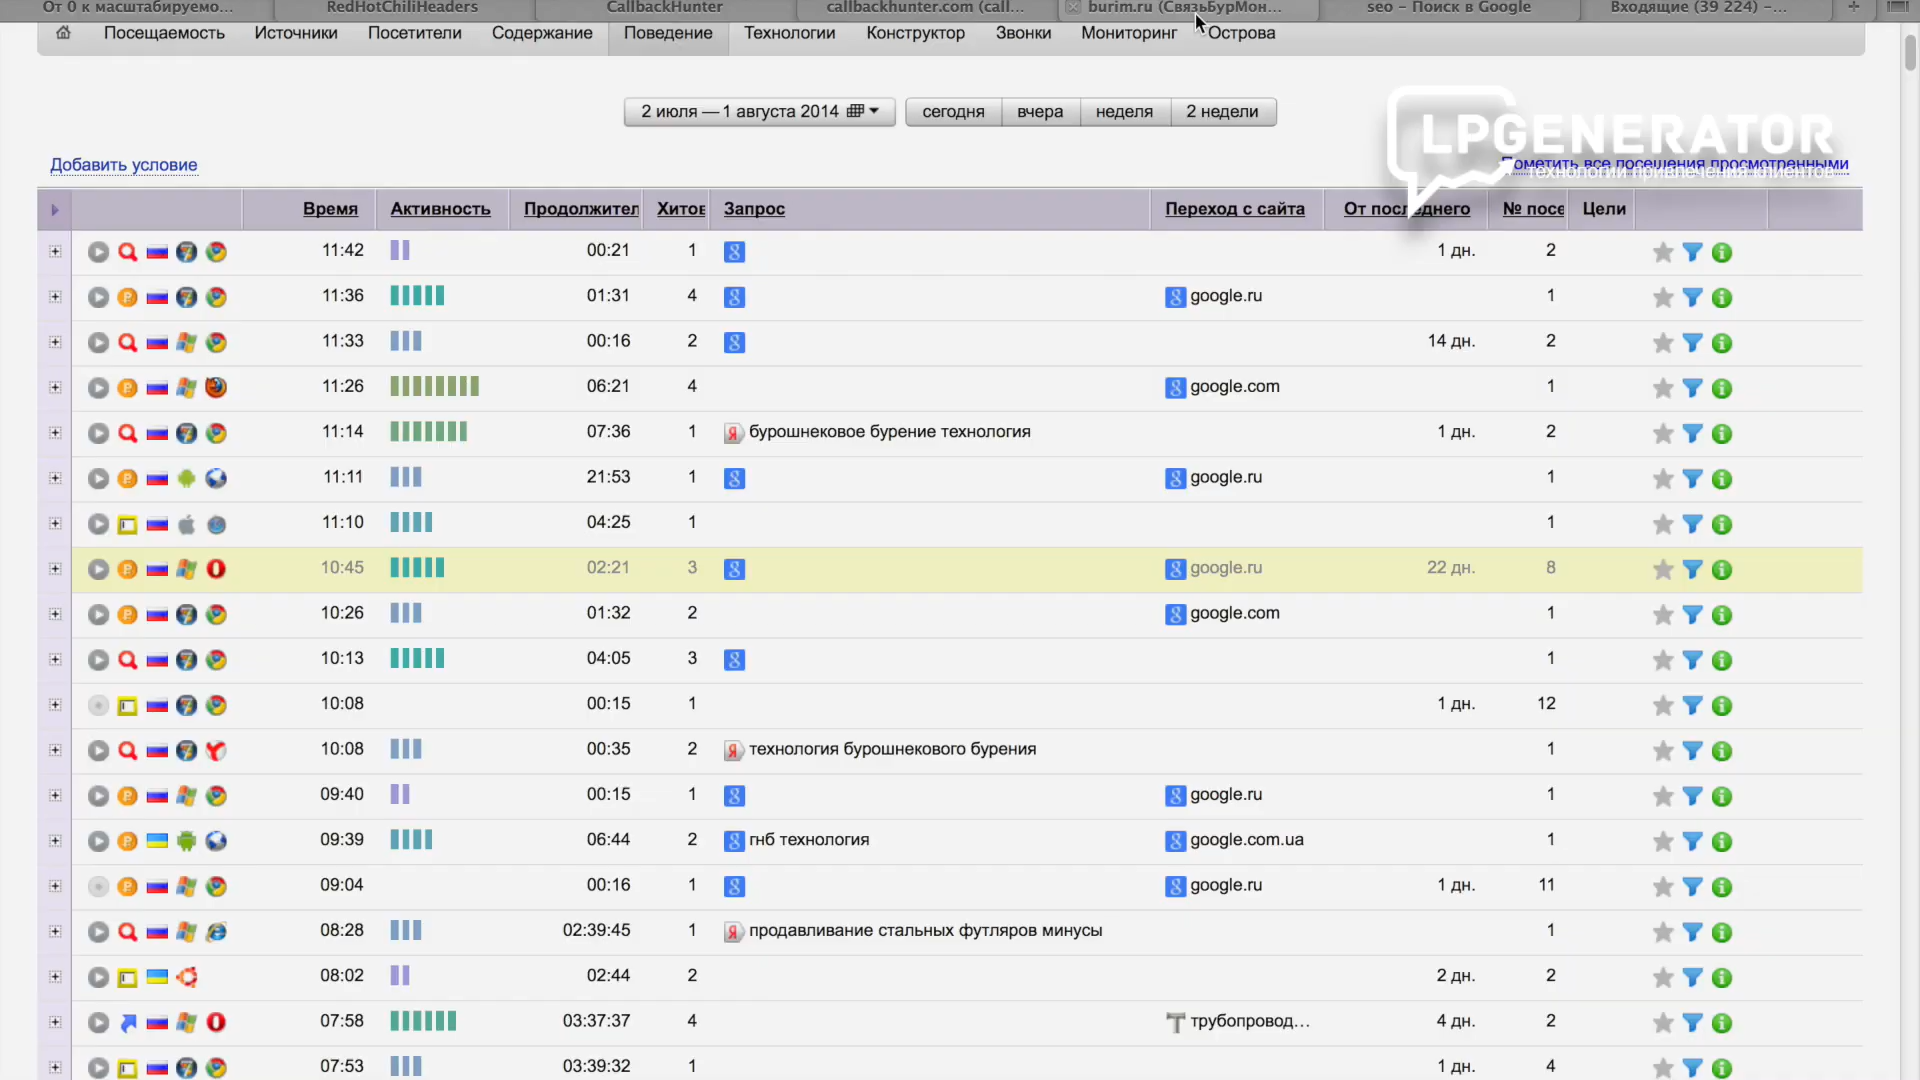 От 0 к масштабируемо... RedHotChiliHeaders CallbackHunter callbackhunter.com (call... burim.ru (СвязьБурМон... seo – Поиск в Google Входящие (39 224) –...
Посещаемость Источники Посетители Содержание Поведение Технологии Конструктор Звонки Мониторинг Острова
2 июля — 1 августа 2014 сегодня вчера неделя 2 недели
LPGENERATOR
Добавить условие Пометить все посещения просмотренными
технологии привлечения клиентов
Время Активность Продолжител Хитов Запрос Переход с сайта От последнего № посе Цели
11:42 00:21 1 1 дн. 2
11:36 01:31 4 google.ru 1
11:33 00:16 2 14 дн. 2
11:26 06:21 4 google.com 1
11:14 07:36 1 бурошнековое бурение технология 1 дн. 2
11:11 21:53 1 google.ru 1
11:10 04:25 1 1
10:45 02:21 3 google.ru 22 дн. 8
10:26 01:32 2 google.com 1
10:13 04:05 3 1
10:08 00:15 1 1 дн. 12
10:08 00:35 2 технология бурошнекового бурения 1
09:40 00:15 1 google.ru 1
09:39 06:44 2 гнб технология google.com.ua 1
09:04 00:16 1 google.ru 1 дн. 11
08:28 02:39:45 1 продавливание стальных футляров минусы 1
08:02 02:44 2 2 дн. 2
07:58 03:37:37 4 трубопровод... 4 дн. 2
07:53 03:39:32 1 1 дн. 4